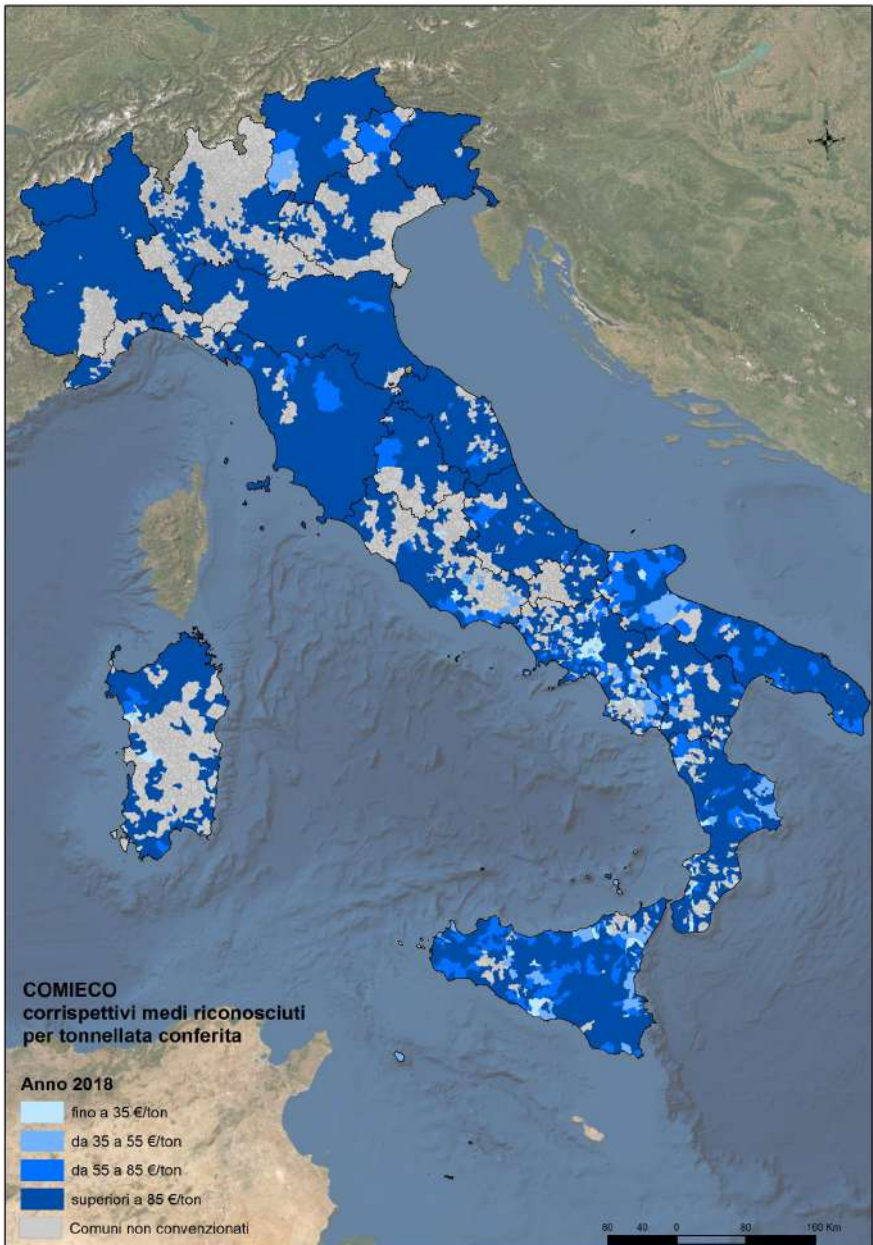 COMIECO
corrispettivi medi riconosciuti
per tonnellata conferita
Anno 2018
fino a 35 €/ton
da 35 a 55 €/ton
da 55 a 85 €/ton
superiori a 85 €/ton
Comuni non convenzionati
80 40 0 80 160 Km